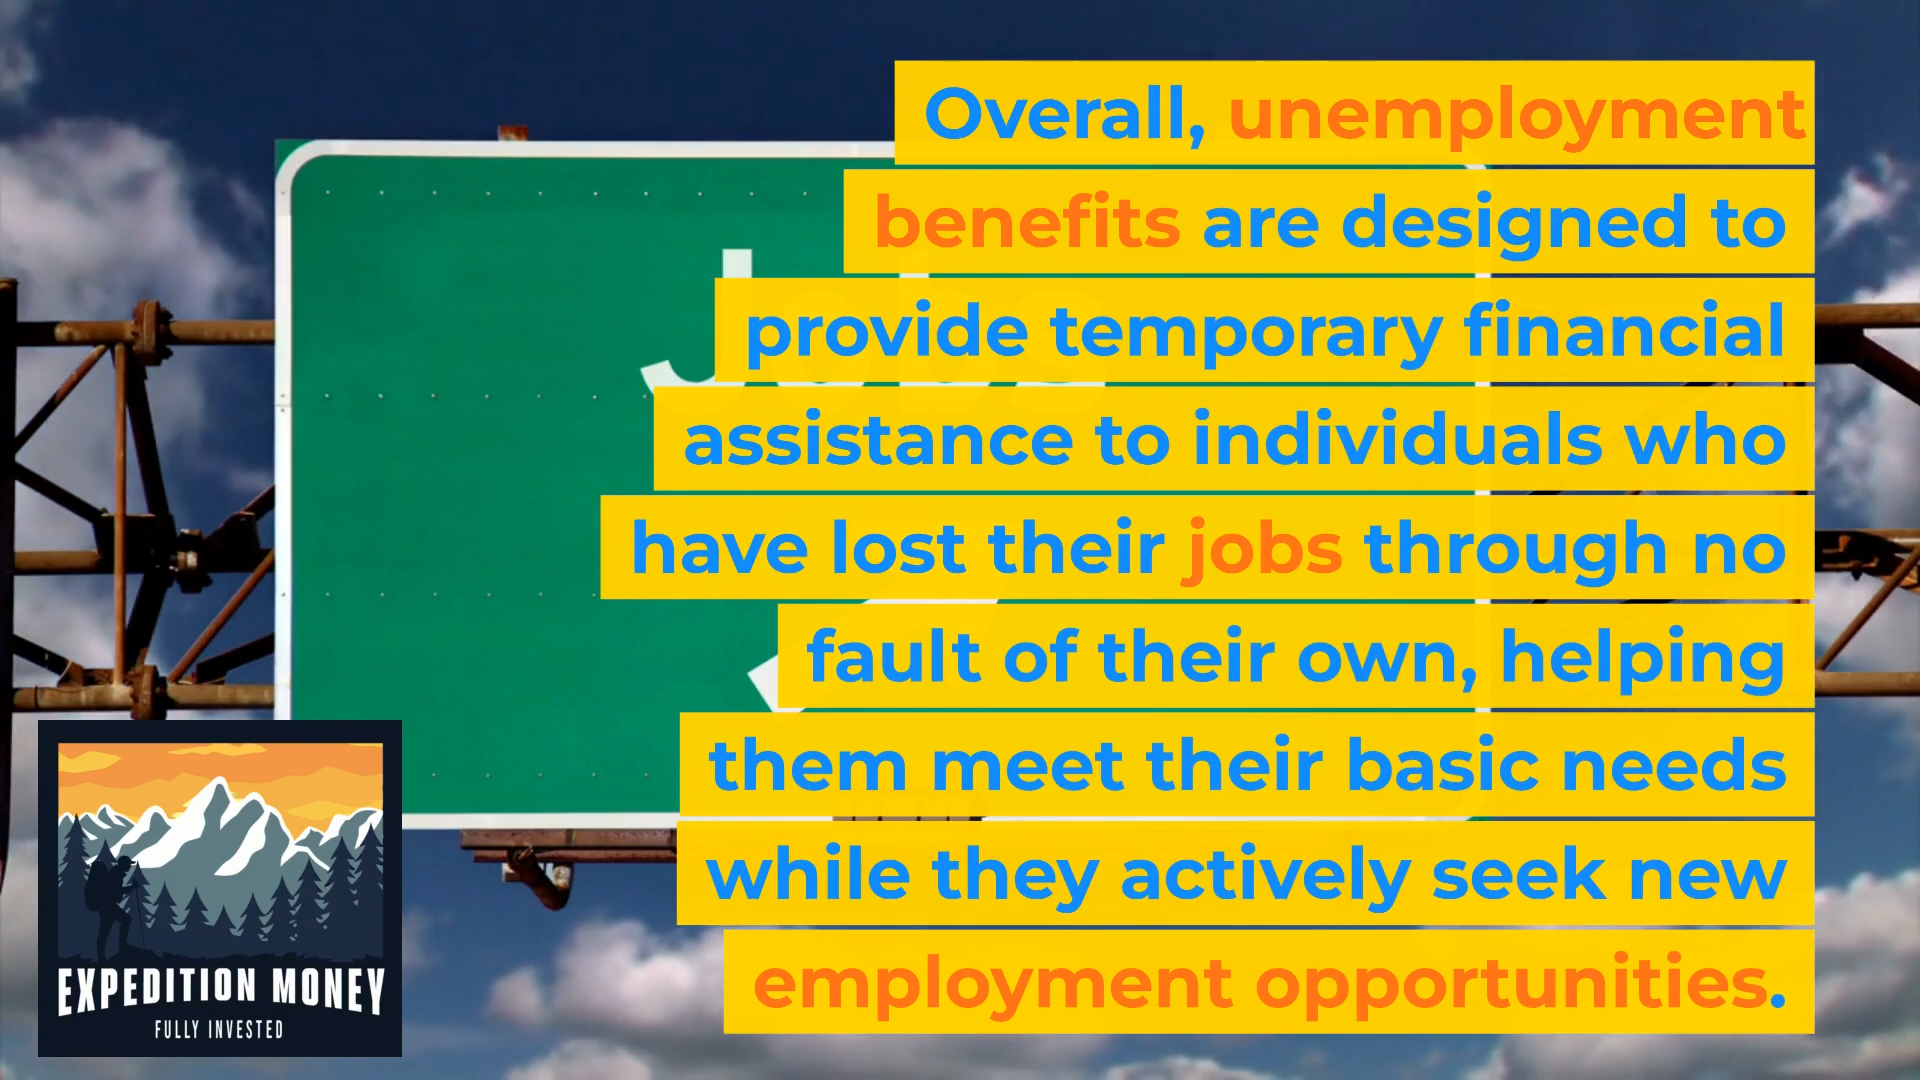 Overall, unemployment
benefits are designed to
provide temporary financial
assistance to individuals who
have lost their jobs through no
fault of their own, helping
them meet their basic needs
while they actively seek new
employment opportunities.
Jobs
EXPEDITION MONEY
FULLY INVESTED